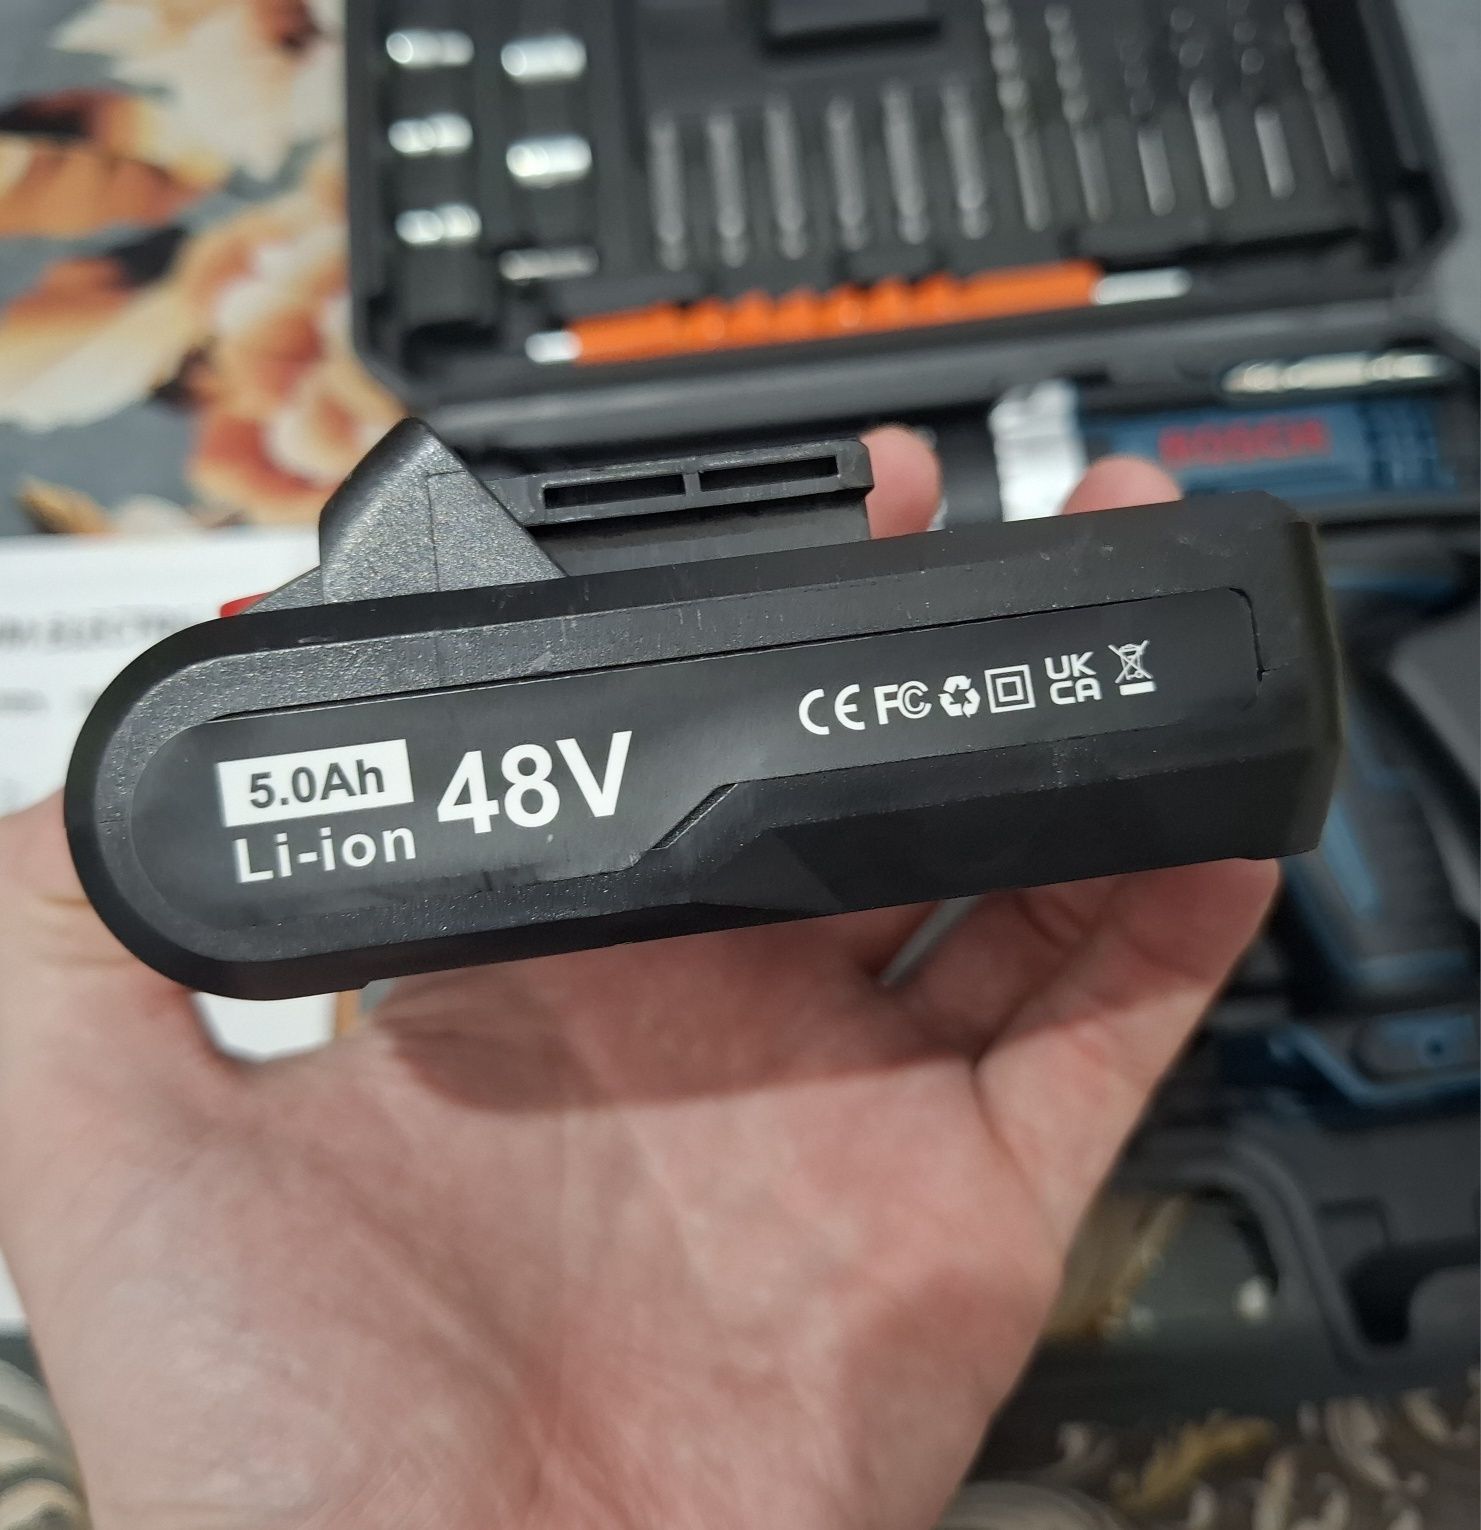 BOSCH
5.0Ah
Li-ion
48V
CE FC UK
CA